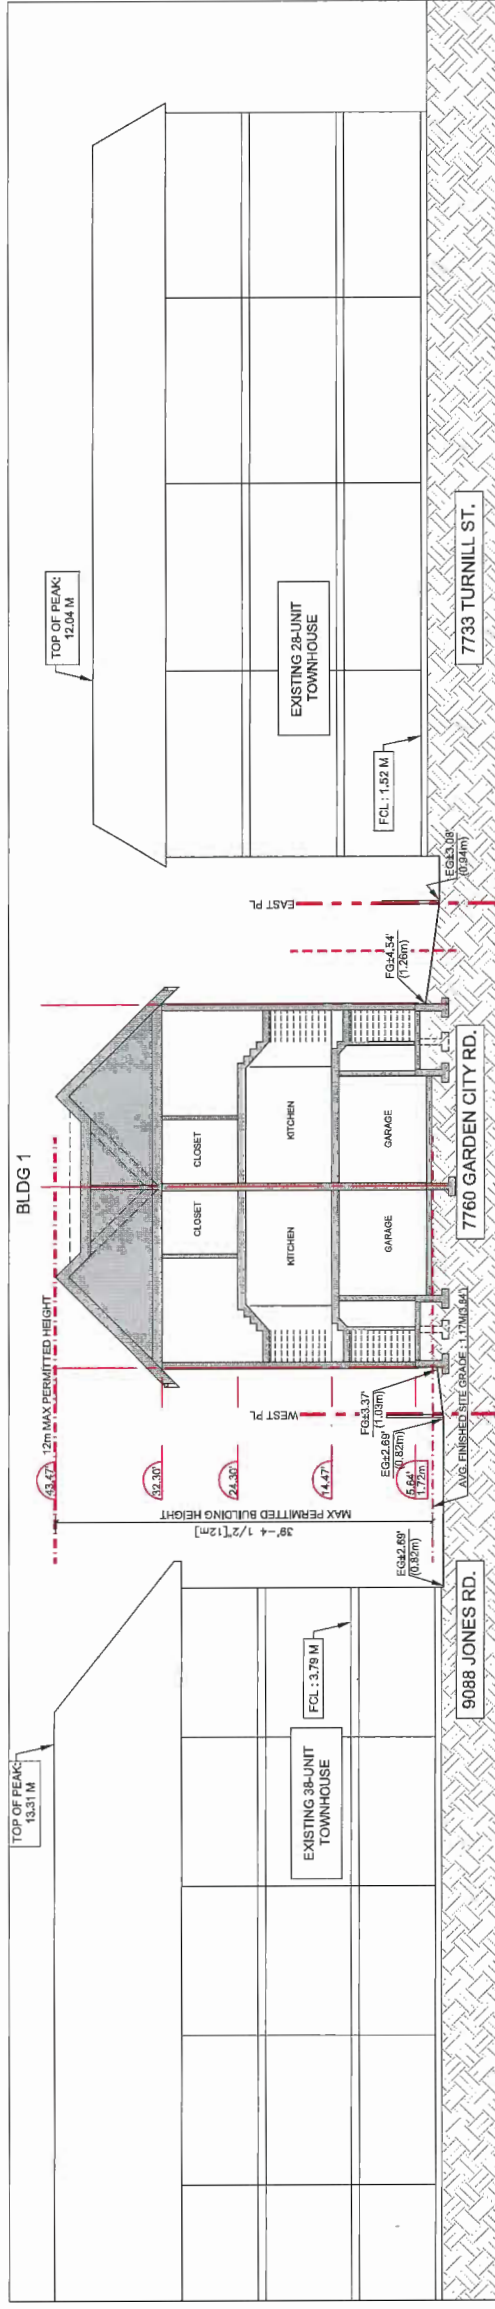 TOP OF PEAK:
13.31 M
FCL : 3.79 M
EXISTING 38-UNIT
TOWNHOUSE
9088 JONES RD.
EG±2.69'
(0.82m)
39'-4 1/2"[12m]
MAX PERMITTED BUILDING HEIGHT
43.47'
12m MAX PERMITTED HEIGHT
32.30'
24.30'
14.47'
5.64'
1.72m
WEST PL
FG±3.37'
(1.03m)
EG±2.69'
(0.82m)
AVG. FINISHED SITE GRADE : 1.17M(3.84')
BLDG 1
CLOSET
CLOSET
KITCHEN
KITCHEN
GARAGE
GARAGE
7760 GARDEN CITY RD.
EAST PL
FG±4.54'
(1.26m)
EG±3.08'
(0.94m)
TOP OF PEAK:
12.04 M
EXISTING 28-UNIT
TOWNHOUSE
FCL : 1.52 M
7733 TURNILL ST.